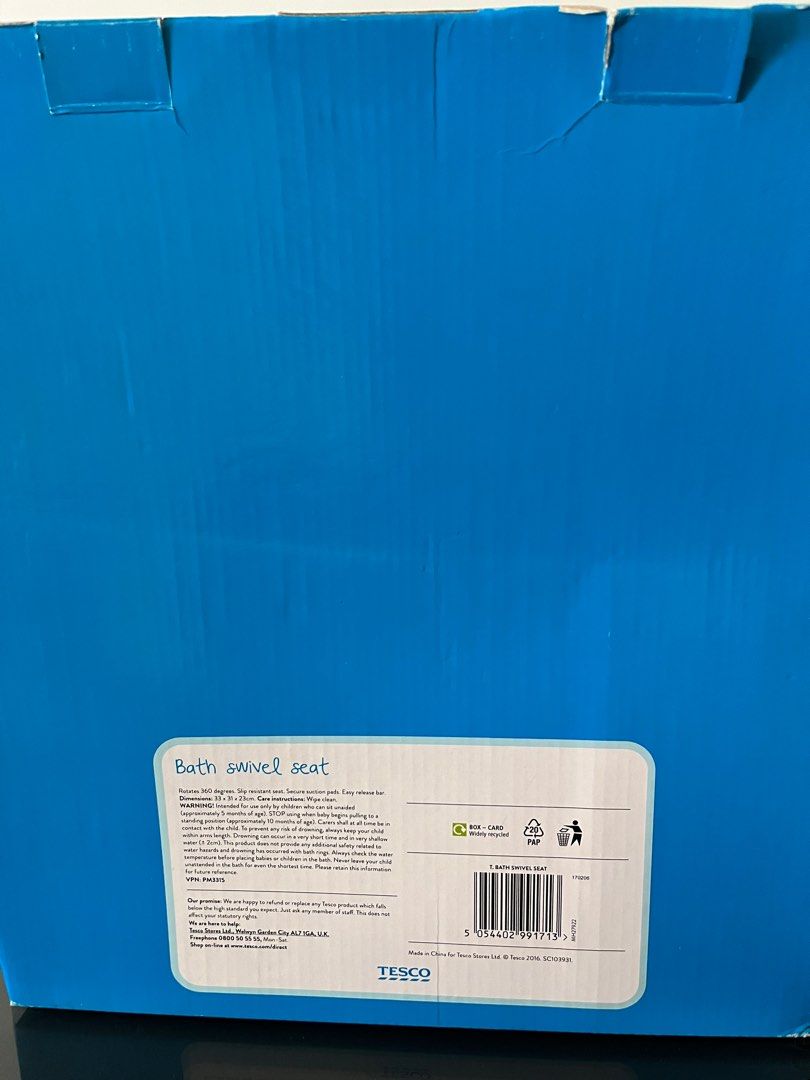 Bath swivel seat
Rotates 360 degrees. Slip resistant seat. Secure suction pads. Easy release bar.
Dimensions: 33 x 31 x 23cm. Care instructions: Wipe clean.
WARNING! Intended for use only by children who can sit unaided
(approximately 5 months of age). STOP using when baby begins pulling to a
standing position (approximately 10 months of age). Carers shall at all time be in
contact with the child. To prevent any risk of drowning, always keep your child
within arms length. Drowning can occur in a very short time and in very shallow
water (± 2cm). This product does not provide any additional safety related to
water hazards and drowning has occurred with bath rings. Always check the water
temperature before placing babies or children in the bath. Never leave your child
unattended in the bath for even the shortest time. Please retain this information
for future reference.
VPN: PM3315
Our promise: We are happy to refund or replace any Tesco product which falls
below the high standard you expect. Just ask any member of staff. This does not
affect your statutory rights.
We are here to help:
Tesco Stores Ltd., Welwyn Garden City AL7 1GA, U.K.
Freephone 0800 50 55 55, Mon-Sat.
Shop on-line at www.tesco.com/direct
BOX – CARD
Widely recycled
20
PAP
T. BATH SWIVEL SEAT
170206
5 054402 991713 >
MH27922
Made in China for Tesco Stores Ltd. © Tesco 2016. SC103931.
TESCO